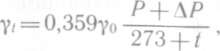 γₜ = 0,359γ₀ (P + ΔP)/(273 + t) ,